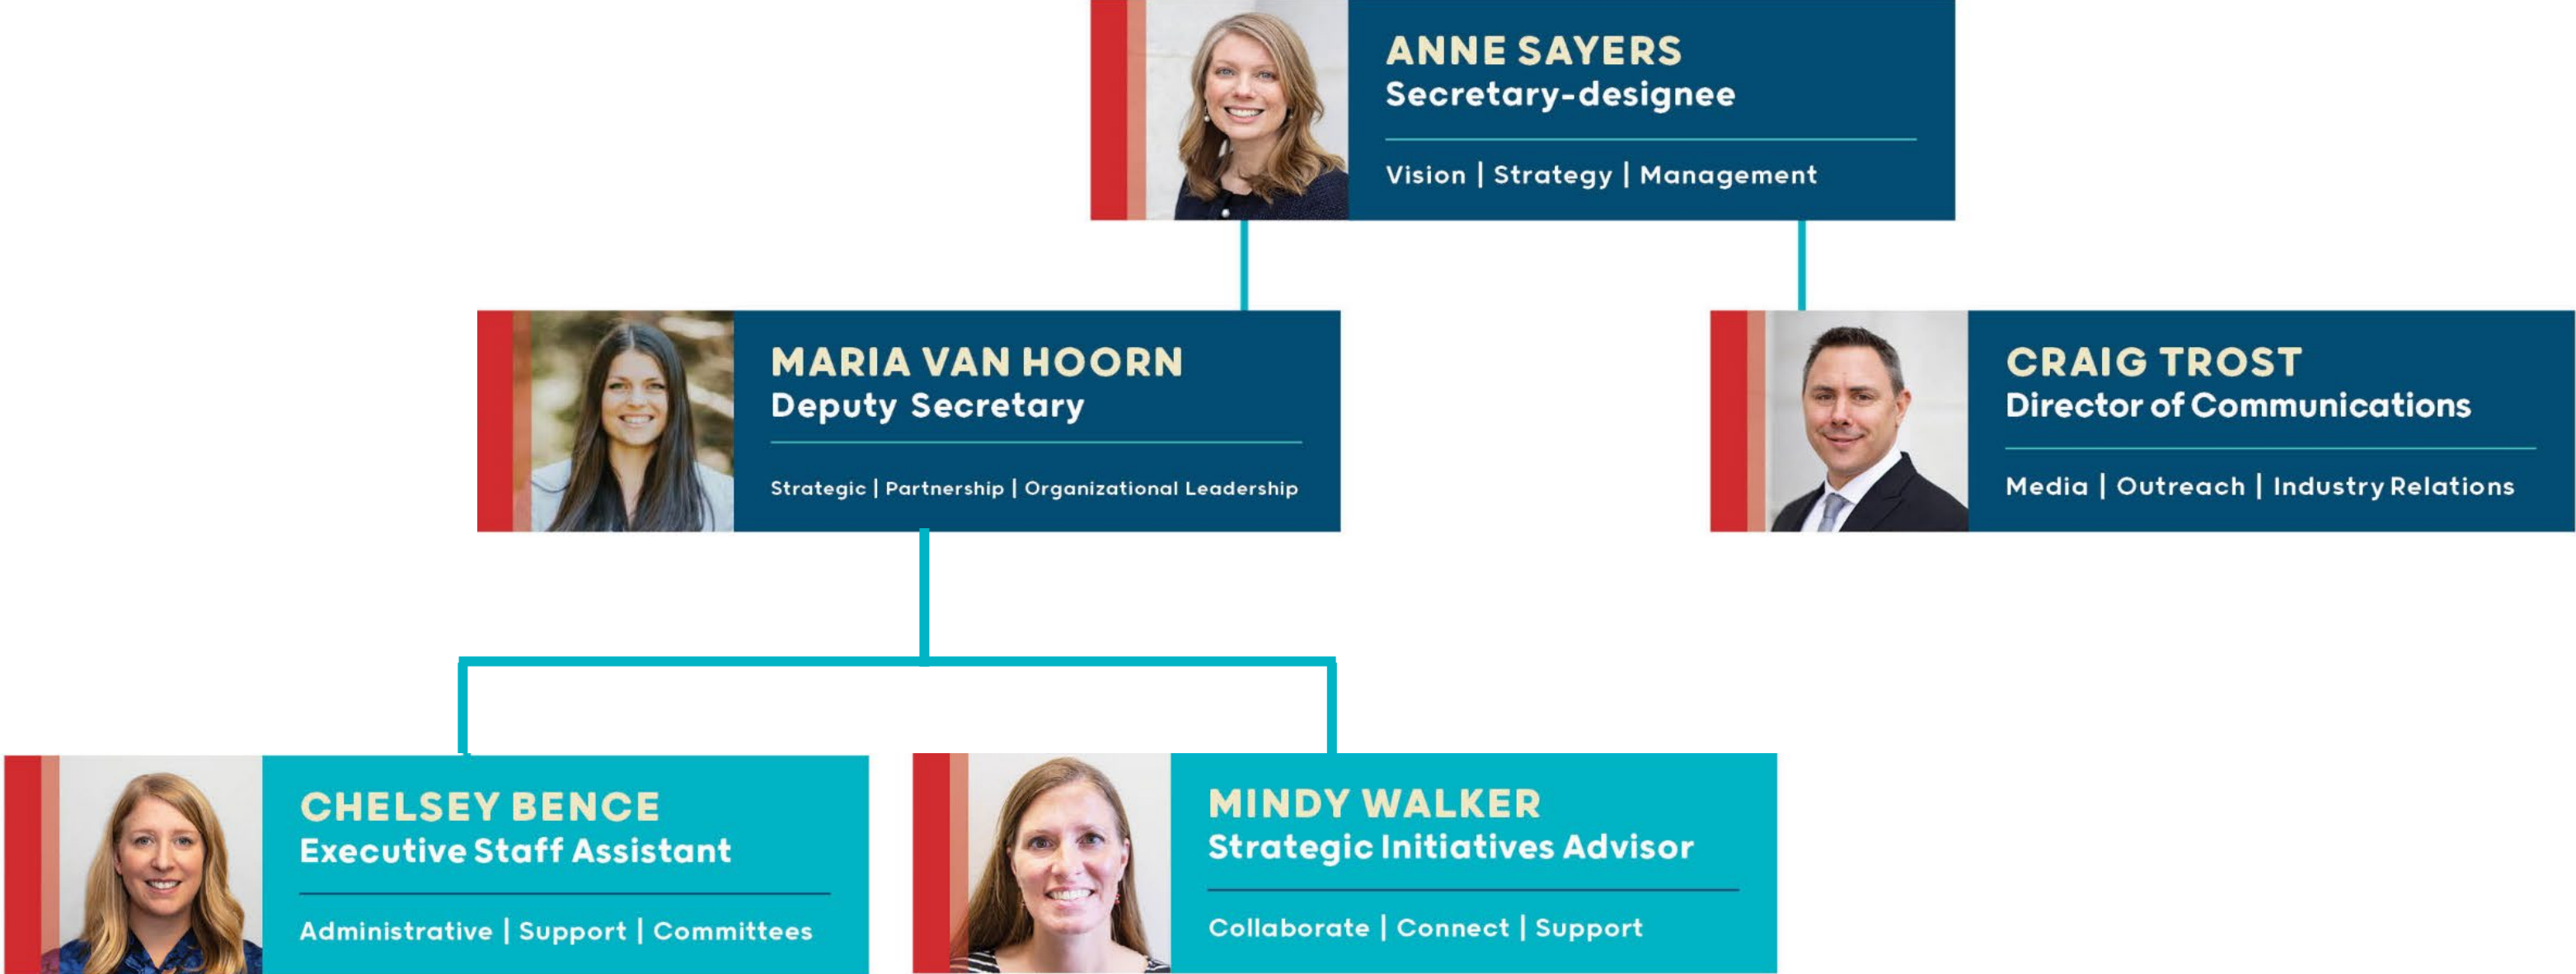 ANNE SAYERS
Secretary-designee
Vision | Strategy | Management
MARIA VAN HOORN
Deputy Secretary
Strategic | Partnership | Organizational Leadership
CRAIG TROST
Director of Communications
Media | Outreach | Industry Relations
CHELSEY BENCE
Executive Staff Assistant
Administrative | Support | Committees
MINDY WALKER
Strategic Initiatives Advisor
Collaborate | Connect | Support